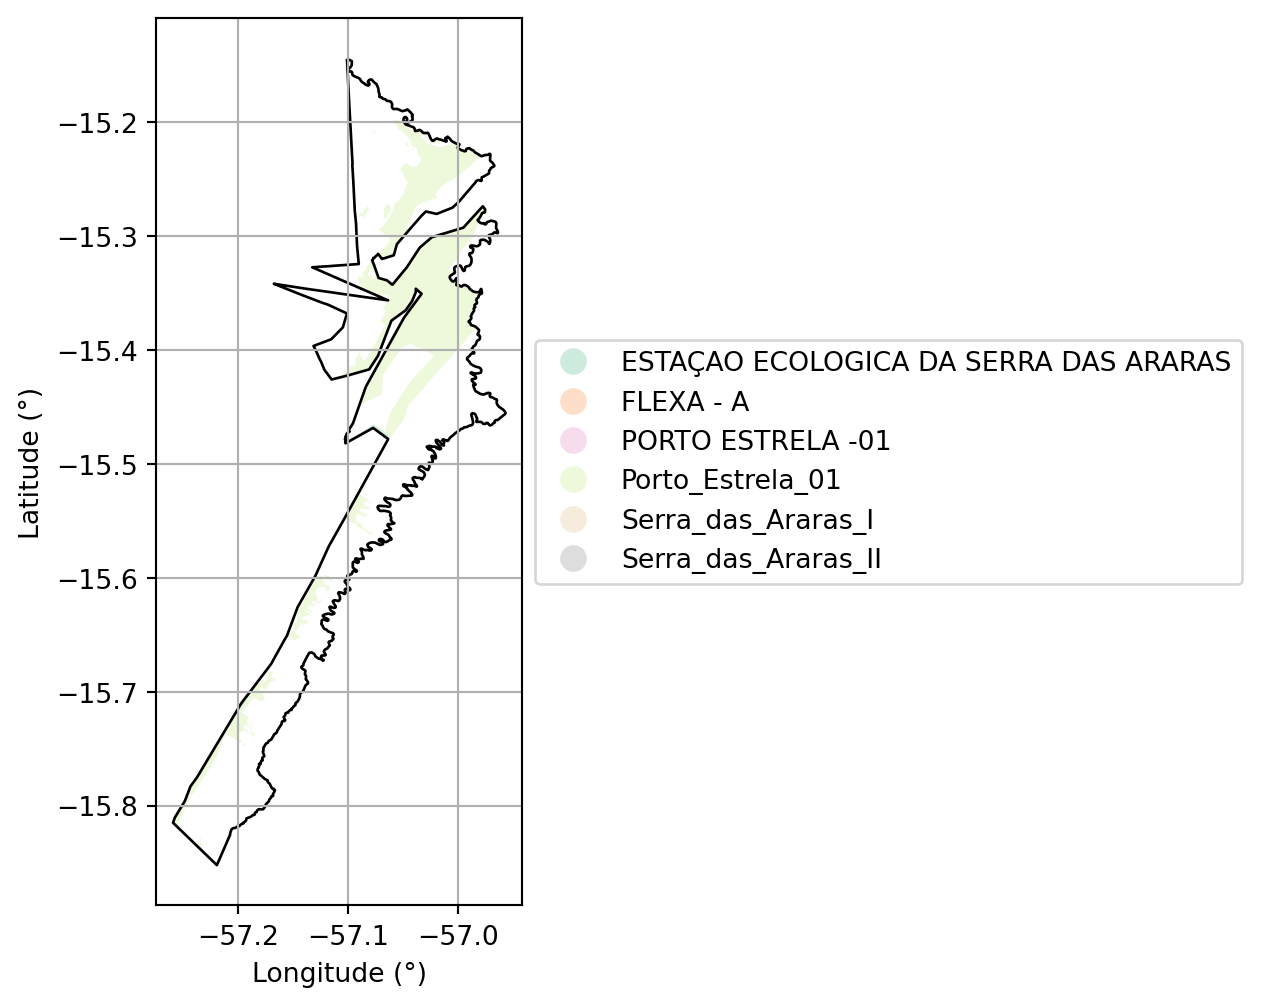 −15.2
−15.3
−15.4
−15.5
−15.6
−15.7
−15.8
Latitude (°)
−57.2 −57.1 −57.0
Longitude (°)
ESTAÇAO ECOLOGICA DA SERRA DAS ARARAS
FLEXA - A
PORTO ESTRELA -01
Porto_Estrela_01
Serra_das_Araras_I
Serra_das_Araras_II